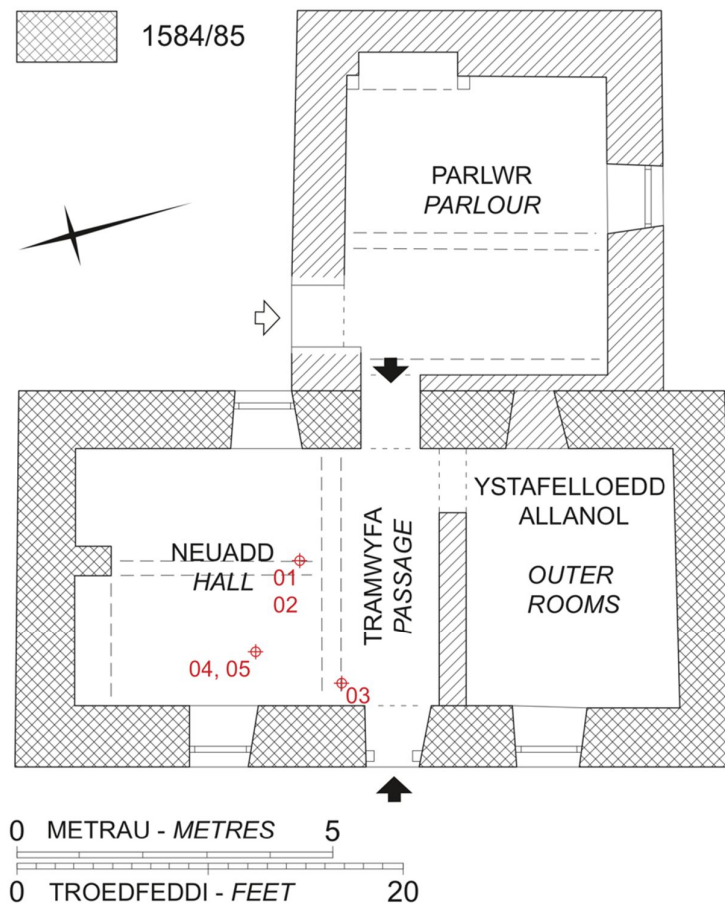 1584/85
PARLWR
PARLOUR
YSTAFELLOEDD
ALLANOL
OUTER
ROOMS
NEUADD
HALL
TRAMWYFA
PASSAGE
01
02
04, 05
03
0 METRAU - METRES 5
0 TROEDFEDDI - FEET 20